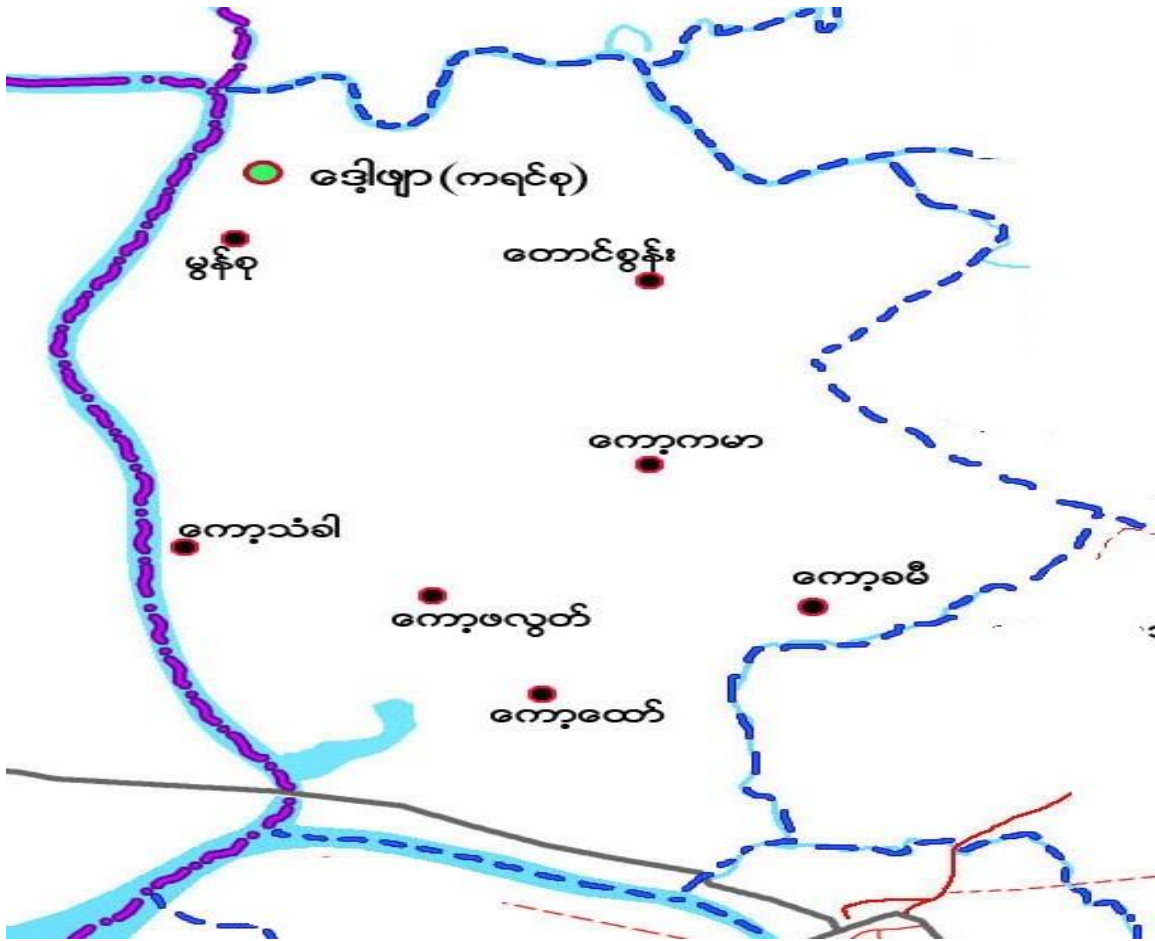 ဒေါ့ဖျာ (ကရင်စု)
မွန်စု
တောင်စွန်း
ကော့ကမာ
ကော့သံခါ
ကော့ခမီ
ကော့ဖလွတ်
ကော့ထော်